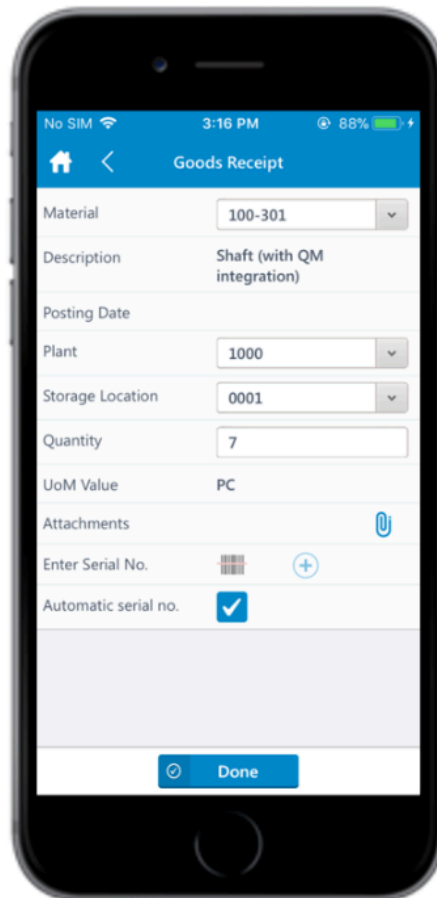 No SIM 3:16 PM 88%
Goods Receipt
Material 100-301
Description Shaft (with QM
integration)
Posting Date
Plant 1000
Storage Location 0001
Quantity 7
UoM Value PC
Attachments
Enter Serial No.
Automatic serial no.
Done